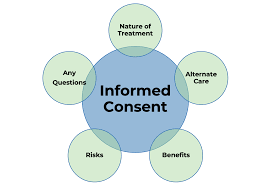 Nature of
Treatment
Any
Questions
Alternate
Care
Informed
Consent
Risks
Benefits